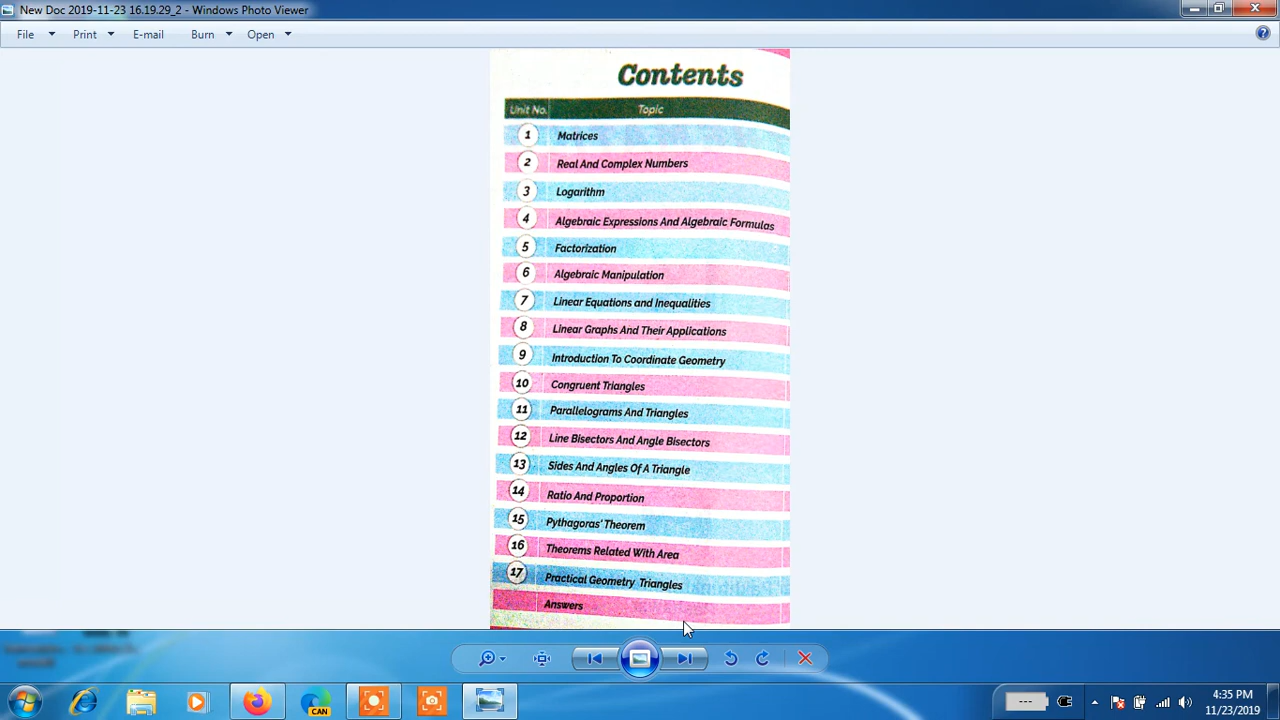 New Doc 2019-11-23 16.19.29_2 - Windows Photo Viewer
File Print E-mail Burn Open
Contents
Unit No. Topic
1 Matrices
2 Real And Complex Numbers
3 Logarithm
4 Algebraic Expressions And Algebraic Formulas
5 Factorization
6 Algebraic Manipulation
7 Linear Equations and Inequalities
8 Linear Graphs And Their Applications
9 Introduction To Coordinate Geometry
10 Congruent Triangles
11 Parallelograms And Triangles
12 Line Bisectors And Angle Bisectors
13 Sides And Angles Of A Triangle
14 Ratio And Proportion
15 Pythagoras' Theorem
16 Theorems Related With Area
17 Practical Geometry Triangles
Answers
CAN
---
4:35 PM
11/23/2019